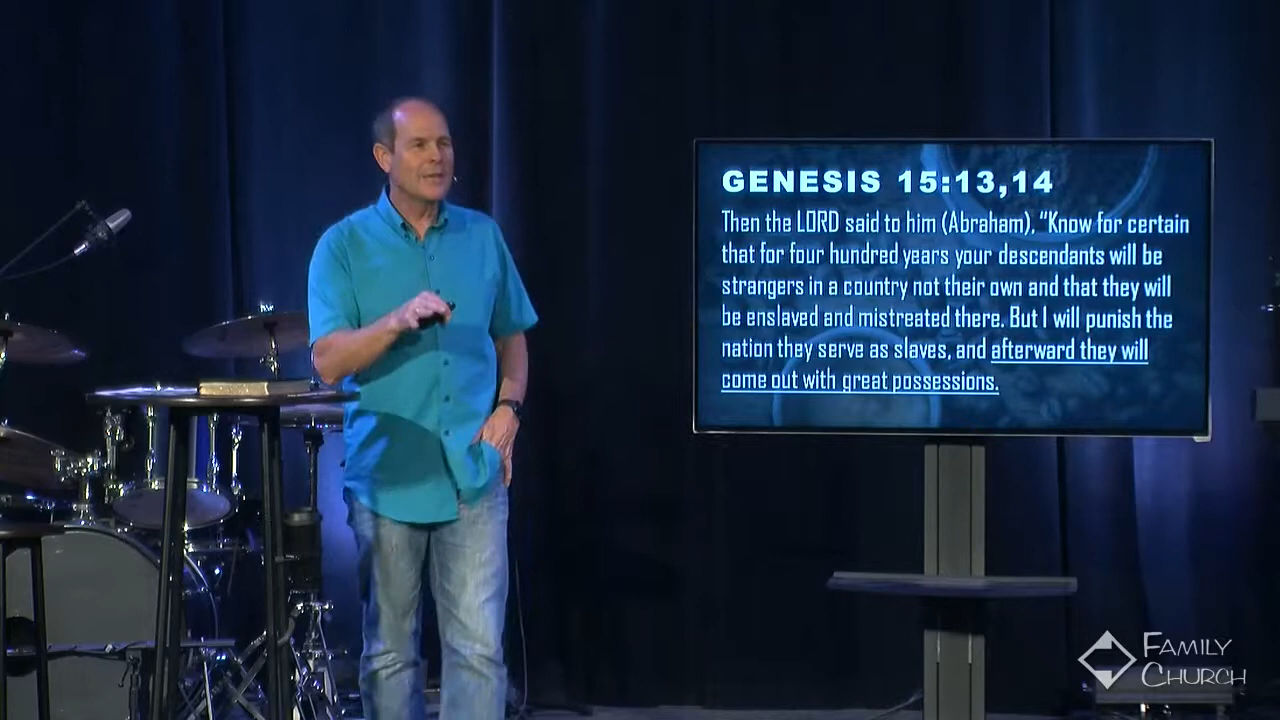 GENESIS 15:13,14
Then the LORD said to him (Abraham), “Know for certain
that for four hundred years your descendants will be
strangers in a country not their own and that they will
be enslaved and mistreated there. But I will punish the
nation they serve as slaves, and afterward they will
come out with great possessions.
FAMILY
CHURCH